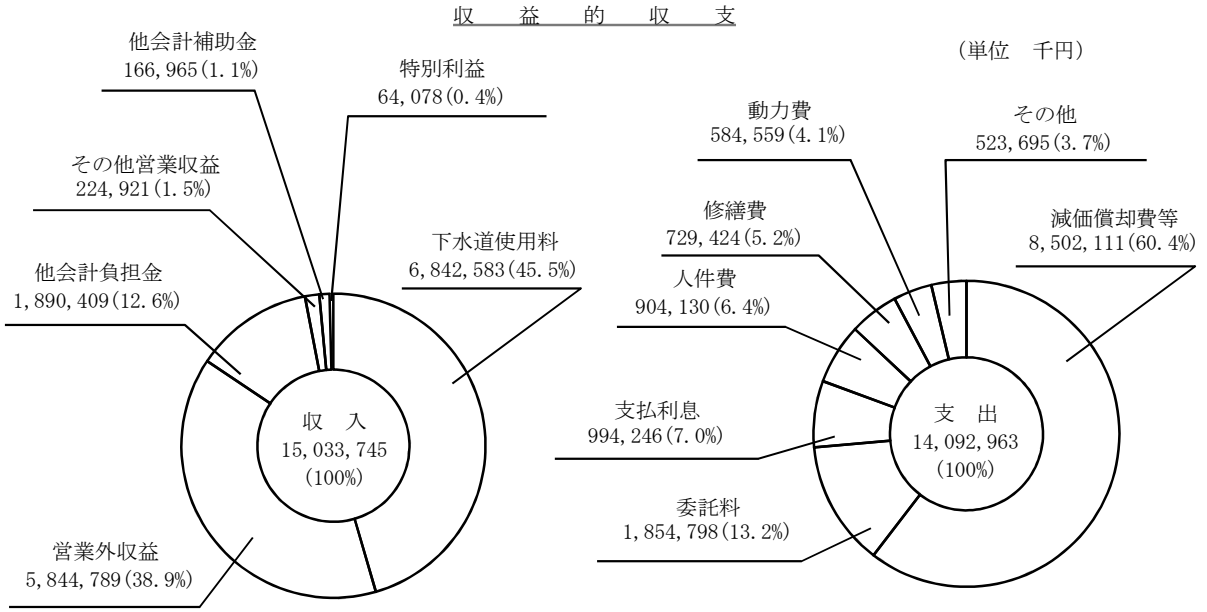 収益的収支
（単位　千円）
他会計補助金
166,965(1.1%)
特別利益
64,078(0.4%)
その他営業収益
224,921(1.5%)
下水道使用料
6,842,583(45.5%)
他会計負担金
1,890,409(12.6%)
収　入
15,033,745
(100%)
営業外収益
5,844,789(38.9%)
動力費
584,559(4.1%)
その他
523,695(3.7%)
修繕費
729,424(5.2%)
減価償却費等
8,502,111(60.4%)
人件費
904,130(6.4%)
支払利息
994,246(7.0%)
支　出
14,092,963
(100%)
委託料
1,854,798(13.2%)